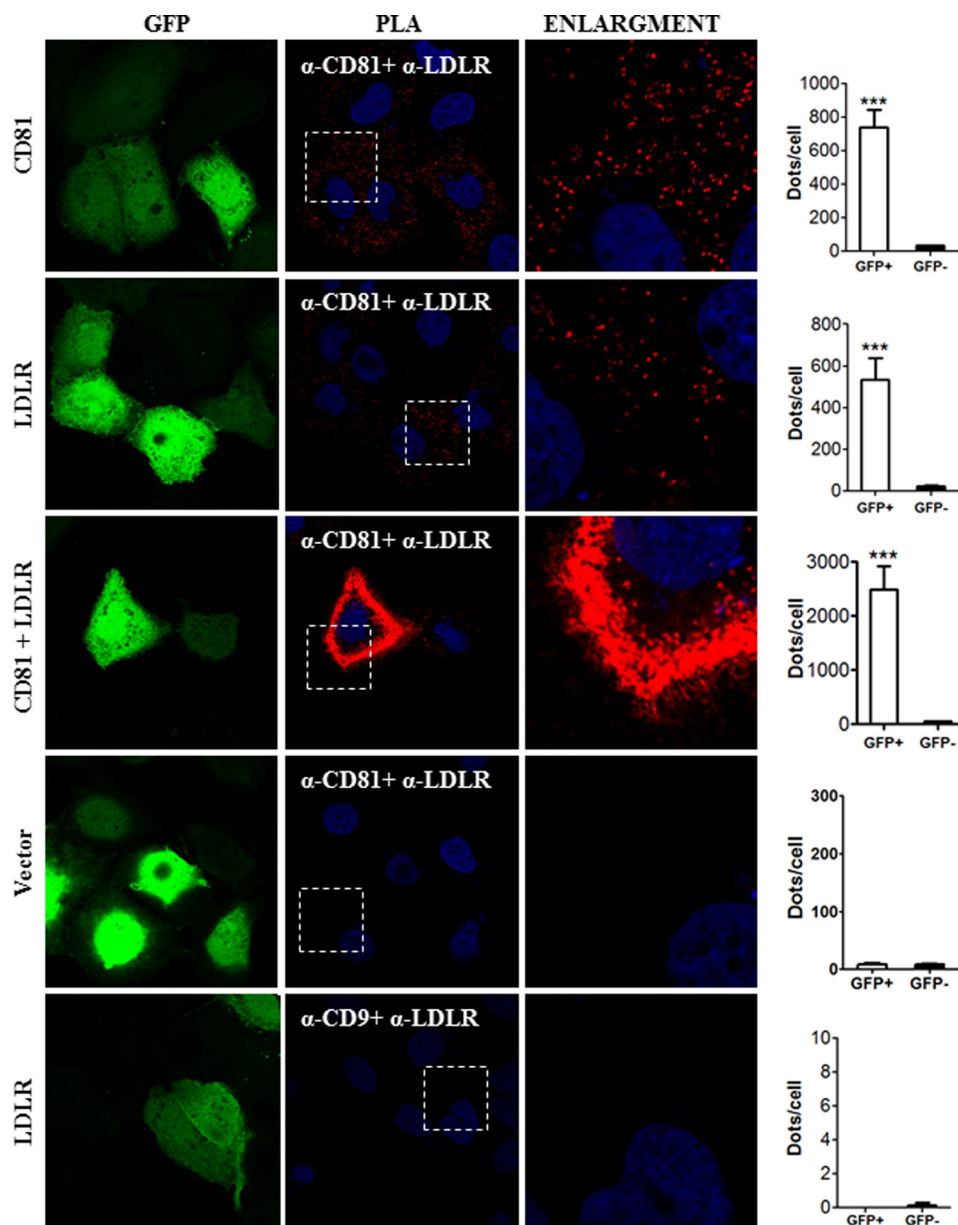 GFP PLA ENLARGMENT
CD81
α-CD81+ α-LDLR
Dots/cell
1000
800
600
400
200
0
***
GFP+ GFP-
LDLR
α-CD81+ α-LDLR
Dots/cell
800
600
400
200
0
***
GFP+ GFP-
CD81 + LDLR
α-CD81+ α-LDLR
Dots/cell
3000
2000
1000
0
***
GFP+ GFP-
Vector
α-CD81+ α-LDLR
Dots/cell
300
200
100
0
GFP+ GFP-
LDLR
α-CD9+ α-LDLR
Dots/cell
10
8
6
4
2
0
GFP+ GFP-